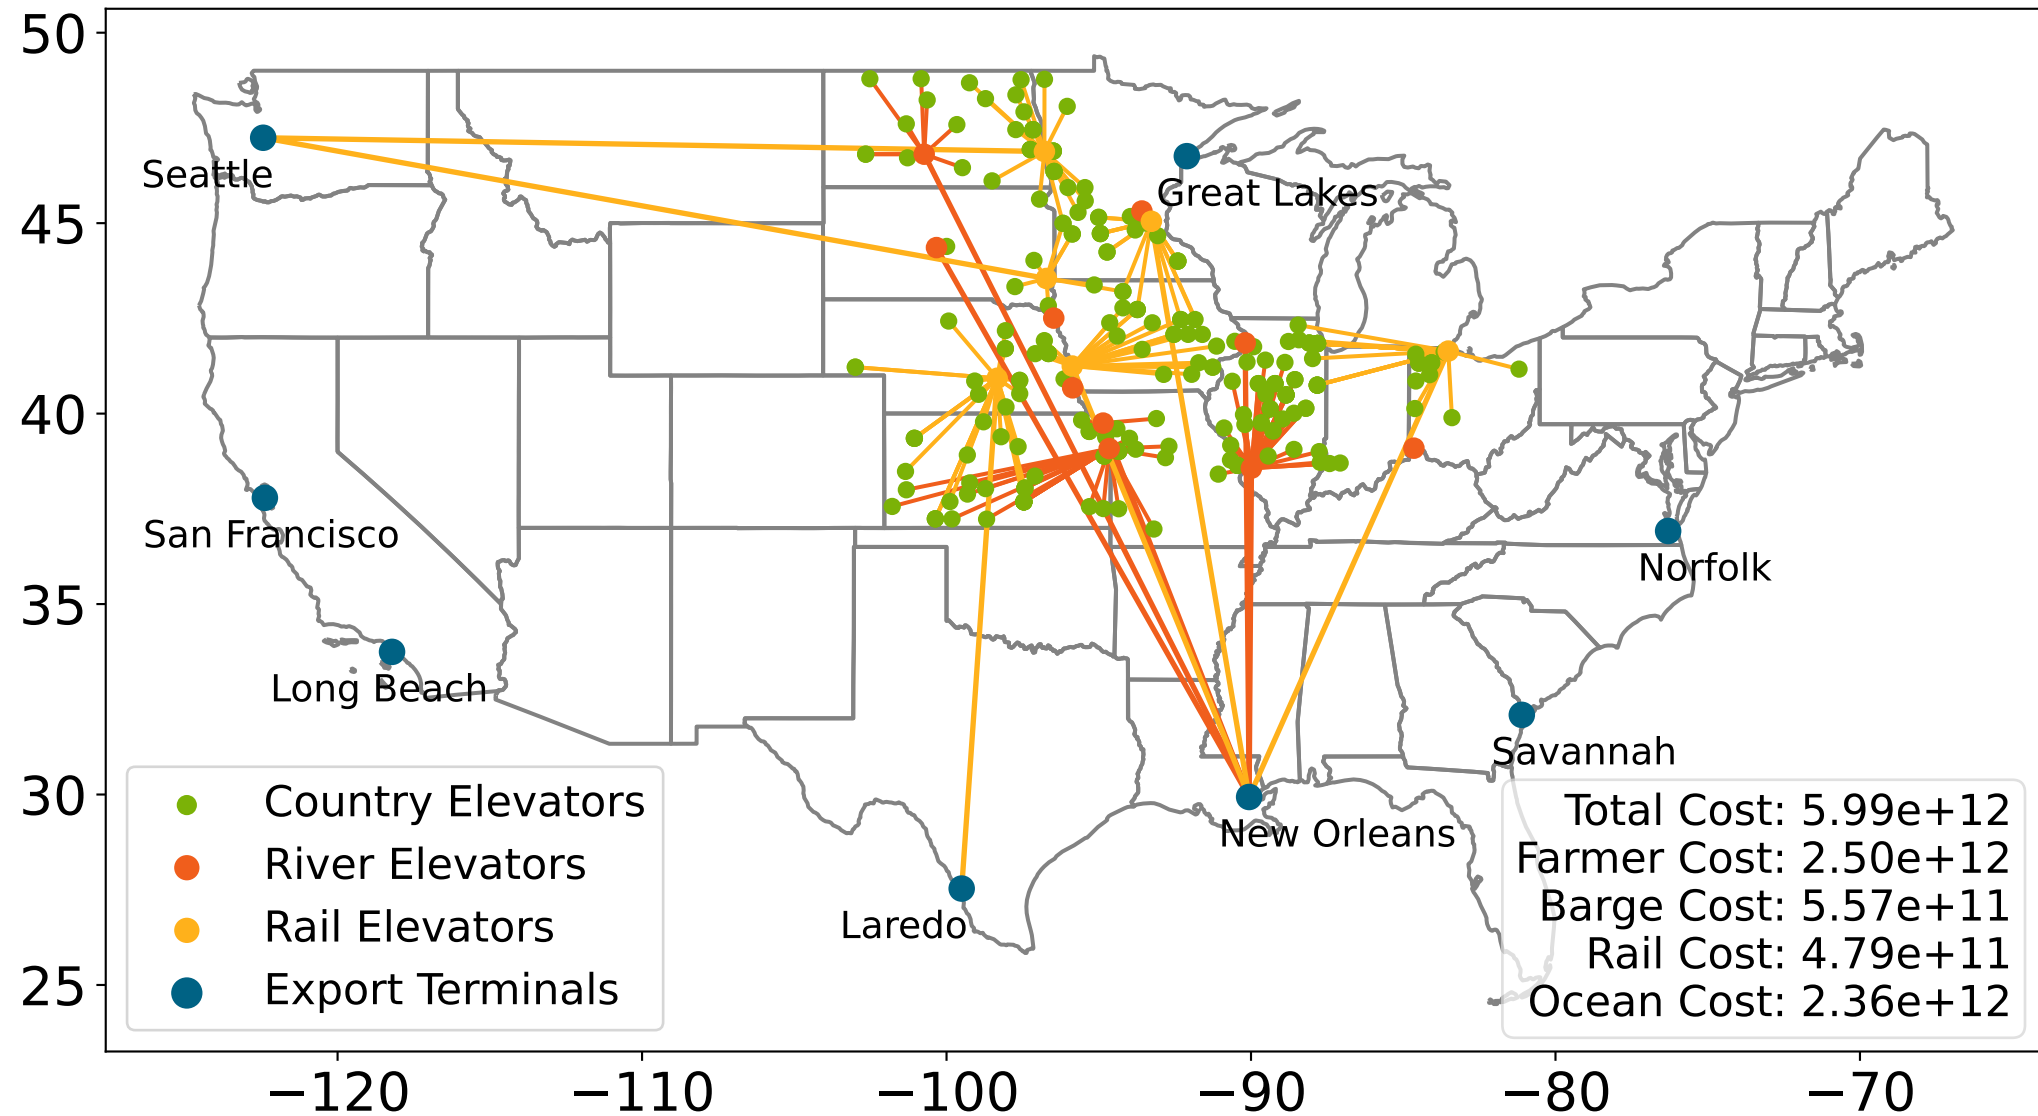 50
45
40
35
30
25
Seattle
Great Lakes
San Francisco
Norfolk
Long Beach
Savannah
New Orleans
Laredo
Country Elevators
River Elevators
Rail Elevators
Export Terminals
Total Cost: 5.99e+12
Farmer Cost: 2.50e+12
Barge Cost: 5.57e+11
Rail Cost: 4.79e+11
Ocean Cost: 2.36e+12
−120 −110 −100 −90 −80 −70